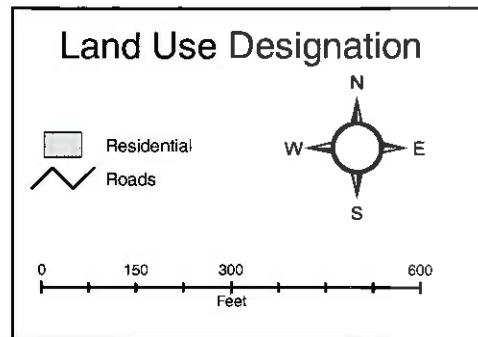 Land Use Designation
N
W E
S
Residential
Roads
0 150 300 600
Feet